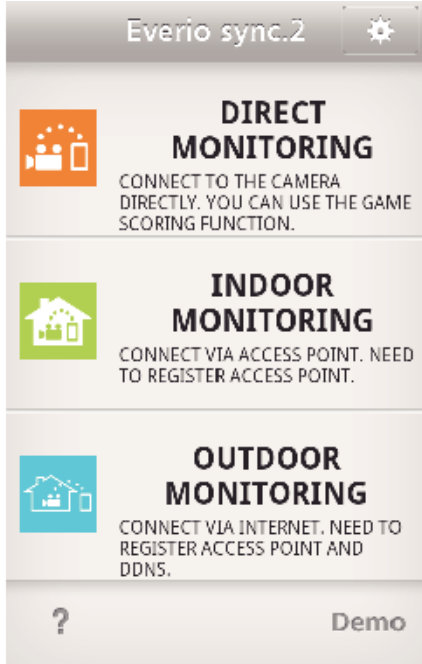 Everio sync.2
DIRECT
MONITORING
CONNECT TO THE CAMERA
DIRECTLY. YOU CAN USE THE GAME
SCORING FUNCTION.
INDOOR
MONITORING
CONNECT VIA ACCESS POINT. NEED
TO REGISTER ACCESS POINT.
OUTDOOR
MONITORING
CONNECT VIA INTERNET. NEED TO
REGISTER ACCESS POINT AND
DDNS.
? Demo